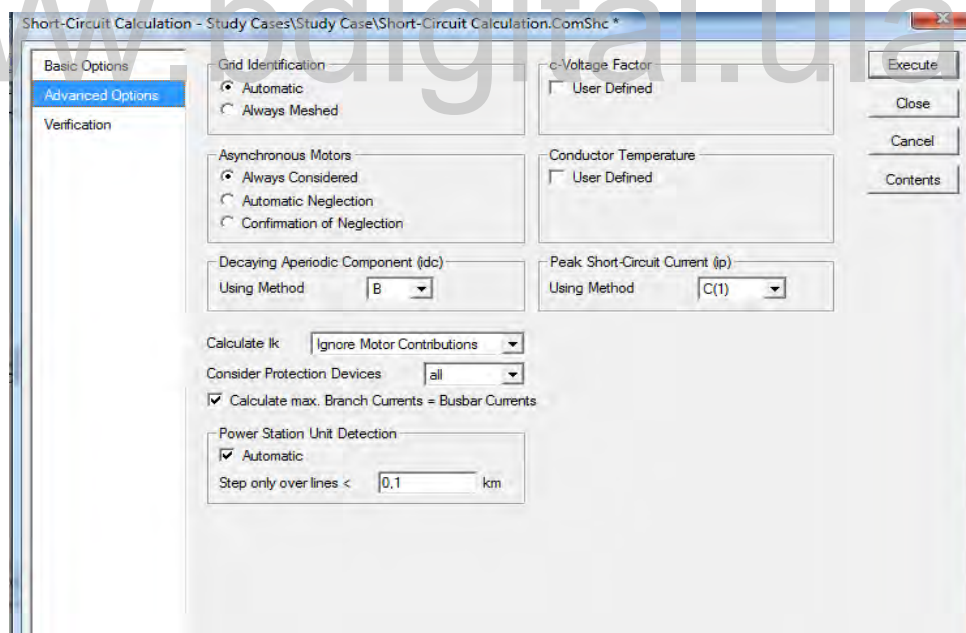 Short-Circuit Calculation - Study Cases\Study Case\Short-Circuit Calculation.ComShc *
Basic Options
Advanced Options
Verification
Grid Identification
Automatic
Always Meshed
c-Voltage Factor
User Defined
Asynchronous Motors
Always Considered
Automatic Neglection
Confirmation of Neglection
Conductor Temperature
User Defined
Decaying Aperiodic Component (idc)
Using Method B
Peak Short-Circuit Current (ip)
Using Method C(1)
Calculate Ik Ignore Motor Contributions
Consider Protection Devices all
Calculate max. Branch Currents = Busbar Currents
Power Station Unit Detection
Automatic
Step only over lines < 0,1 km
Execute
Close
Cancel
Contents